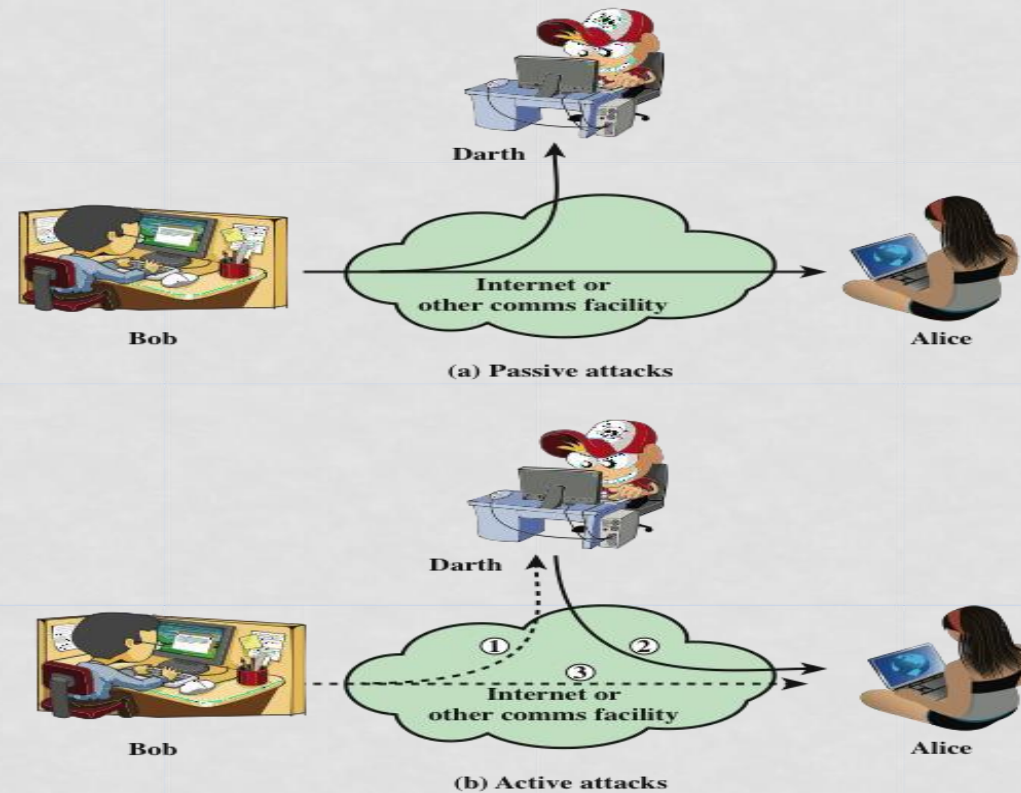 Darth
Internet or
other comms facility
Bob
Alice
(a) Passive attacks
Darth
1
2
3
Internet or
other comms facility
Bob
Alice
(b) Active attacks